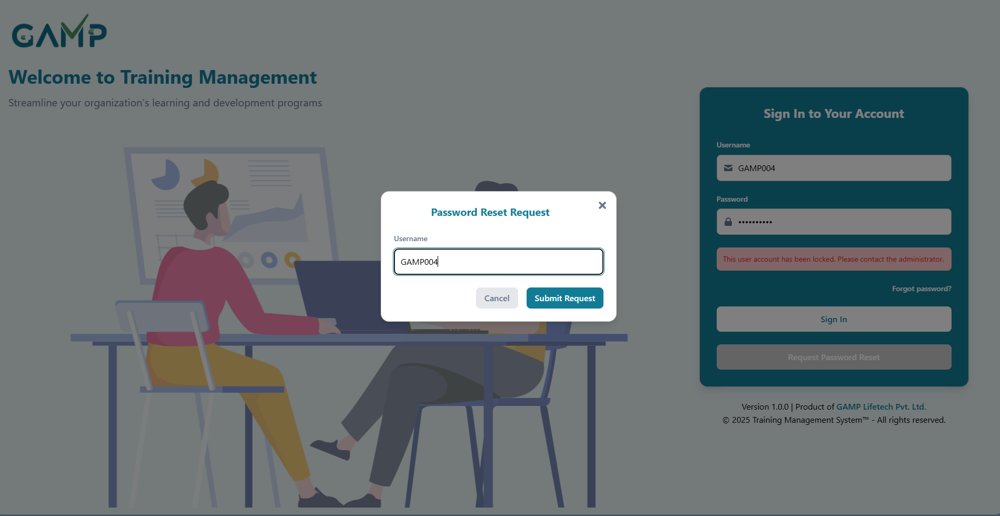 GAMP
Welcome to Training Management
Streamline your organization's learning and development programs
Password Reset Request
Username
GAMP004
Cancel
Submit Request
Sign In to Your Account
Username
GAMP004
Password
••••••••••
This user account has been locked. Please contact the administrator.
Forgot password?
Sign In
Request Password Reset
Version 1.0.0 | Product of GAMP Lifetech Pvt. Ltd.
© 2025 Training Management System™ - All rights reserved.